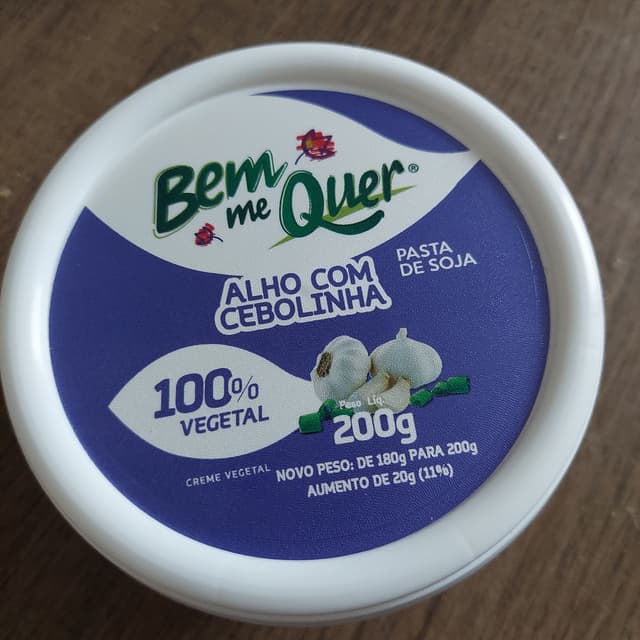 Bem me Quer®
PASTA
DE SOJA
ALHO COM
CEBOLINHA
100%
VEGETAL
Peso Líq.
200g
CREME VEGETAL
NOVO PESO: DE 180g PARA 200g
AUMENTO DE 20g (11%)